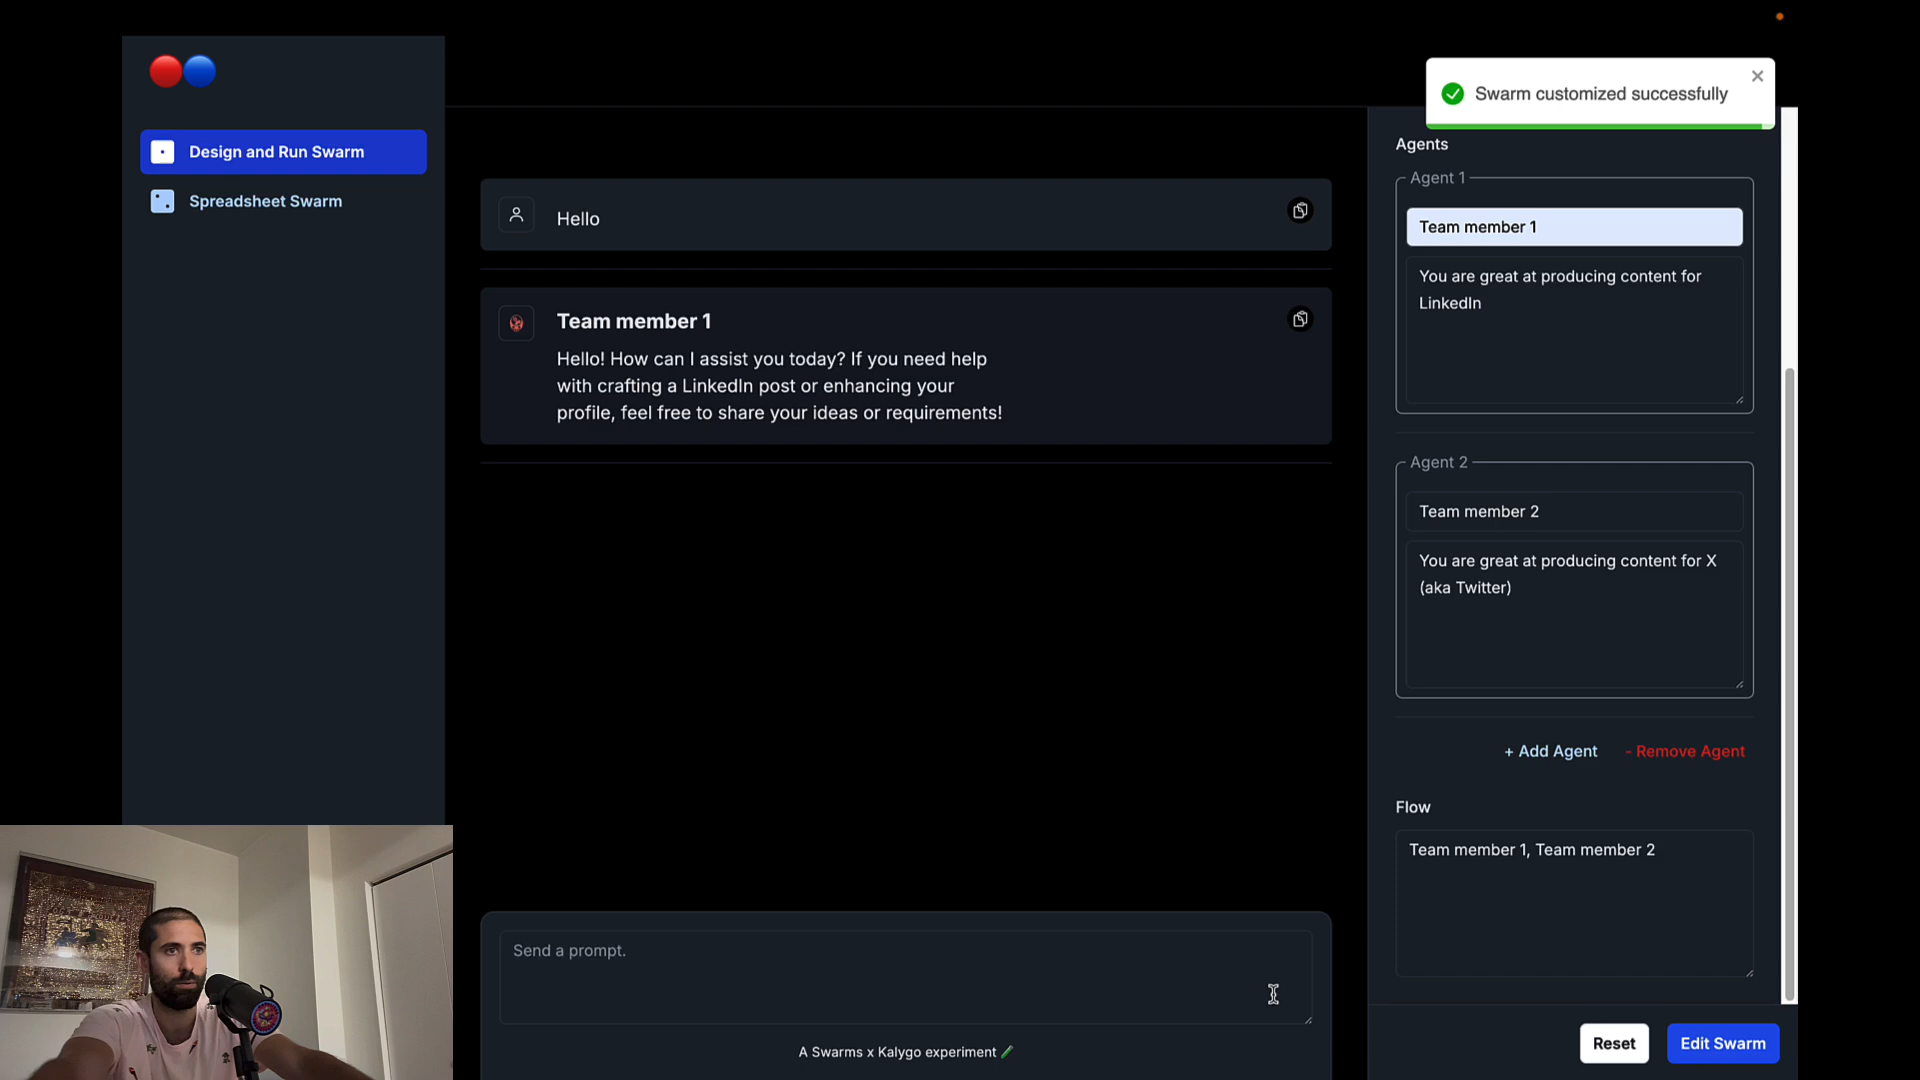 Swarm customized successfully
Design and Run Swarm
Spreadsheet Swarm
Hello
Team member 1
Hello! How can I assist you today? If you need help
with crafting a LinkedIn post or enhancing your
profile, feel free to share your ideas or requirements!
Send a prompt.
A Swarms x Kalygo experiment
Agents
Agent 1
Team member 1
You are great at producing content for
LinkedIn
Agent 2
Team member 2
You are great at producing content for X
(aka Twitter)
+ Add Agent
- Remove Agent
Flow
Team member 1, Team member 2
Reset
Edit Swarm